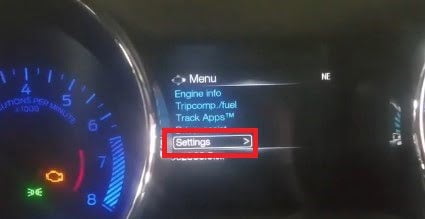 Menu
NE
Engine info
Tripcomp./fuel
Track Apps™
Settings >
4
5
x1000
6
7
8